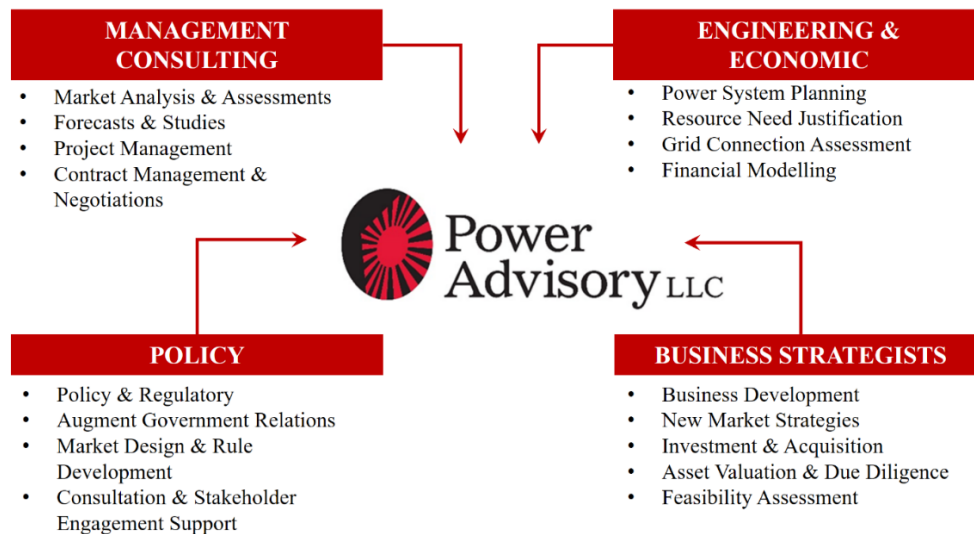 MANAGEMENT
CONSULTING
• Market Analysis & Assessments
• Forecasts & Studies
• Project Management
• Contract Management &
Negotiations
ENGINEERING &
ECONOMIC
• Power System Planning
• Resource Need Justification
• Grid Connection Assessment
• Financial Modelling
Power
Advisory LLC
POLICY
• Policy & Regulatory
• Augment Government Relations
• Market Design & Rule
Development
• Consultation & Stakeholder
Engagement Support
BUSINESS STRATEGISTS
• Business Development
• New Market Strategies
• Investment & Acquisition
• Asset Valuation & Due Diligence
• Feasibility Assessment